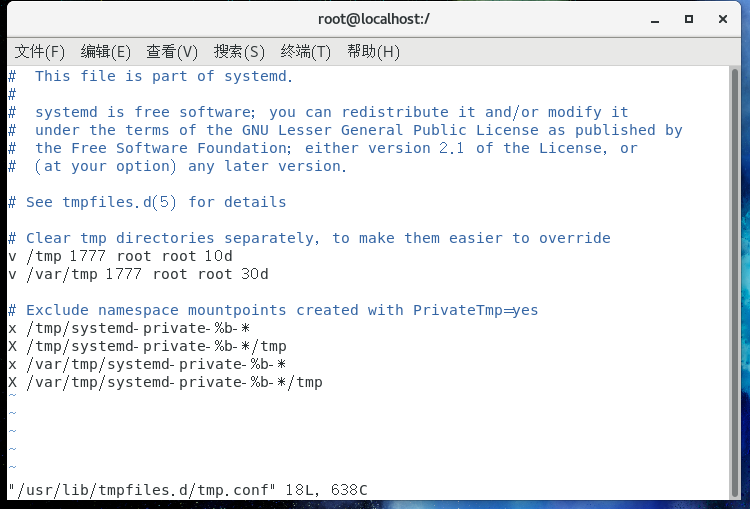 root@localhost:/
文件(F) 编辑(E) 查看(V) 搜索(S) 终端(T) 帮助(H)
#  This file is part of systemd.
#
#  systemd is free software; you can redistribute it and/or modify it
#  under the terms of the GNU Lesser General Public License as published by
#  the Free Software Foundation; either version 2.1 of the License, or
#  (at your option) any later version.
# See tmpfiles.d(5) for details
# Clear tmp directories separately, to make them easier to override
v /tmp 1777 root root 10d
v /var/tmp 1777 root root 30d
# Exclude namespace mountpoints created with PrivateTmp=yes
x /tmp/systemd-private-%b-*
X /tmp/systemd-private-%b-*/tmp
x /var/tmp/systemd-private-%b-*
X /var/tmp/systemd-private-%b-*/tmp
~
~
~
~
~
"/usr/lib/tmpfiles.d/tmp.conf" 18L, 638C